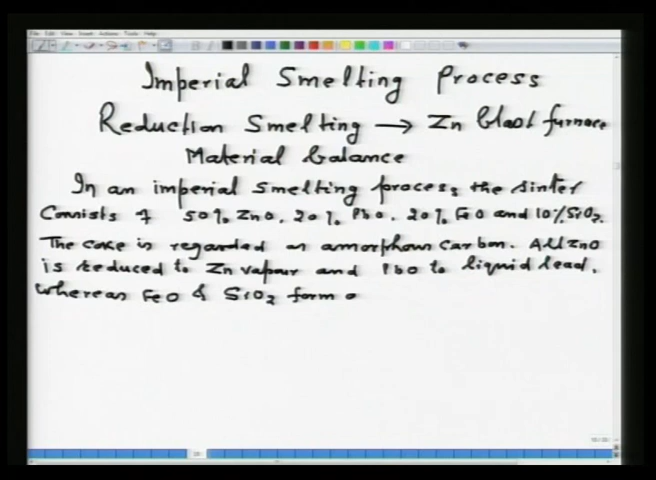 Imperial Smelting Process
Reduction Smelting → Zn blast furnace
Material balance
In an imperial smelting process, the sinter
Consists of 50% ZnO, 20% PbO, 20% FeO and 10% SiO2.
The coke is regarded as amorphous carbon. All ZnO
is reduced to Zn vapour and PbO to liquid lead.
Whereas FeO & SiO2 form